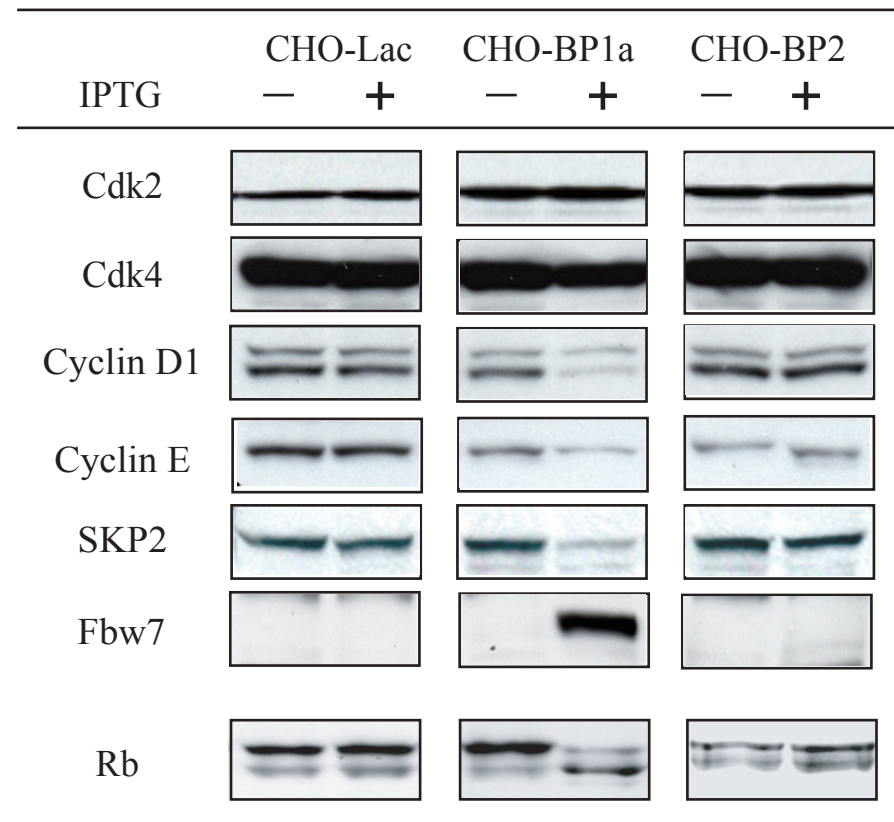 CHO-Lac CHO-BP1a CHO-BP2
IPTG − + − + − +
Cdk2
Cdk4
Cyclin D1
Cyclin E
SKP2
Fbw7
Rb